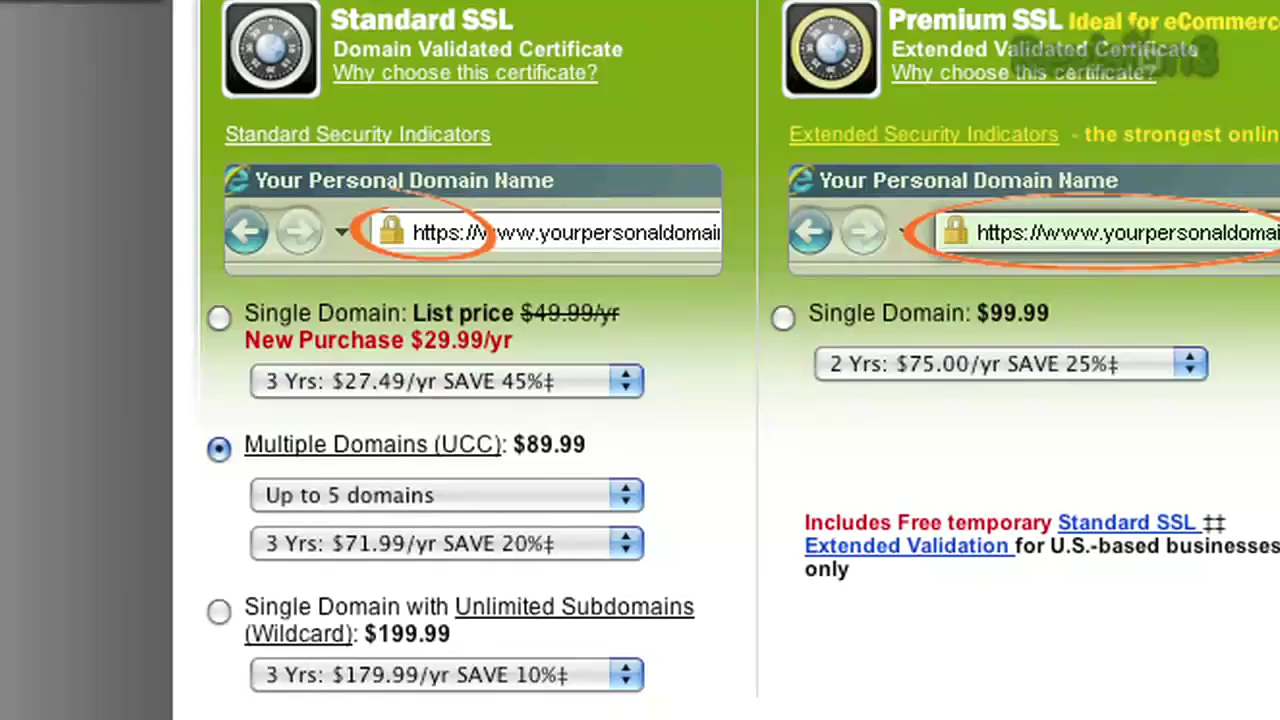 Standard SSL
Domain Validated Certificate
Why choose this certificate?
Standard Security Indicators
Your Personal Domain Name
https://www.yourpersonaldomai
Single Domain: List price $49.99/yr
New Purchase $29.99/yr
3 Yrs: $27.49/yr SAVE 45%‡
Multiple Domains (UCC): $89.99
Up to 5 domains
3 Yrs: $71.99/yr SAVE 20%‡
Single Domain with Unlimited Subdomains
(Wildcard): $199.99
3 Yrs: $179.99/yr SAVE 10%‡
Premium SSL Ideal for eCommerc
Extended Validated Certificate
Why choose this certificate?
Extended Security Indicators - the strongest onlin
Your Personal Domain Name
https://www.yourpersonaldomai
Single Domain: $99.99
2 Yrs: $75.00/yr SAVE 25%‡
Includes Free temporary Standard SSL ‡‡
Extended Validation for U.S.-based businesses
only